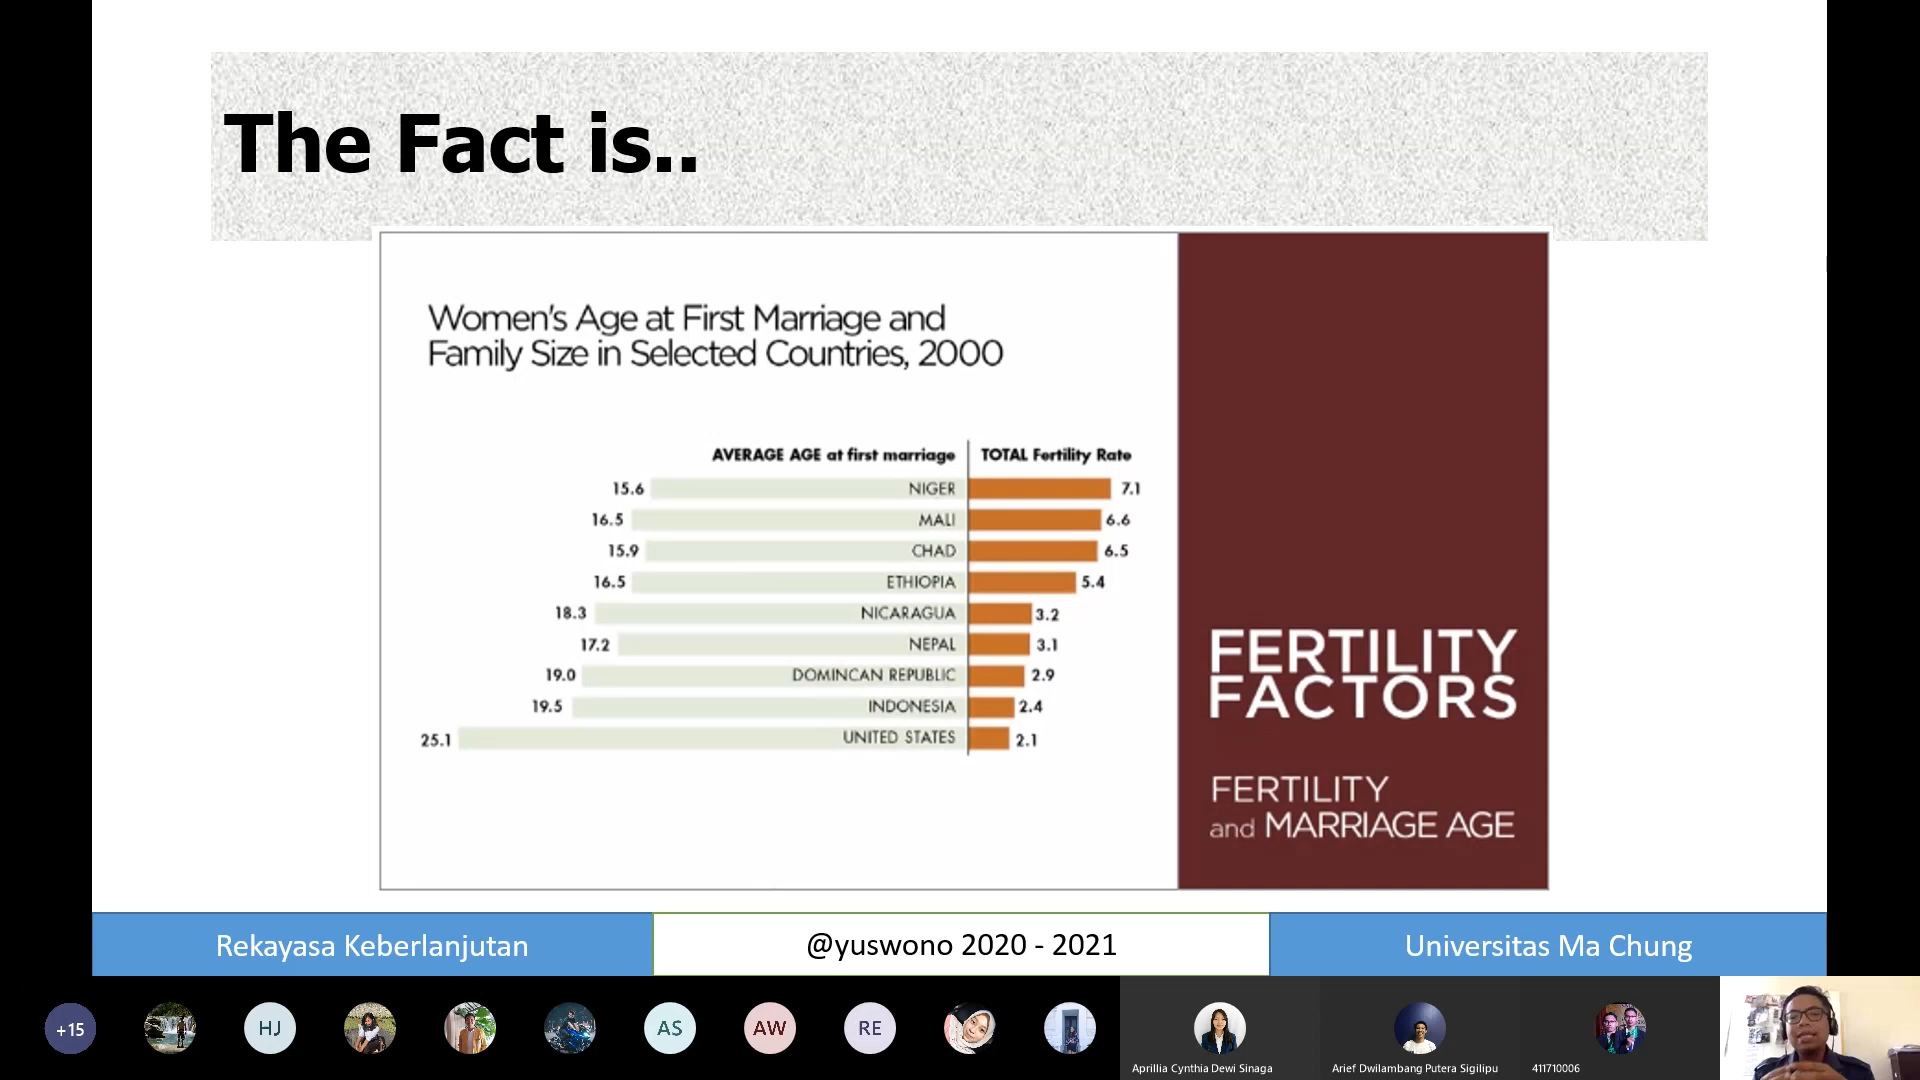 The Fact is..
Women's Age at First Marriage and
Family Size in Selected Countries, 2000
AVERAGE AGE at first marriage TOTAL Fertility Rate
15.6 NIGER 7.1
16.5 MALI 6.6
15.9 CHAD 6.5
16.5 ETHIOPIA 5.4
18.3 NICARAGUA 3.2
17.2 NEPAL 3.1
19.0 DOMINCAN REPUBLIC 2.9
19.5 INDONESIA 2.4
25.1 UNITED STATES 2.1
FERTILITY
FACTORS
FERTILITY
and MARRIAGE AGE
Rekayasa Keberlanjutan @yuswono 2020 - 2021 Universitas Ma Chung
+15 HJ AS AW RE
Aprillia Cynthia Dewi Sinaga Arief Dwilambang Putera Sigilipu 411710006